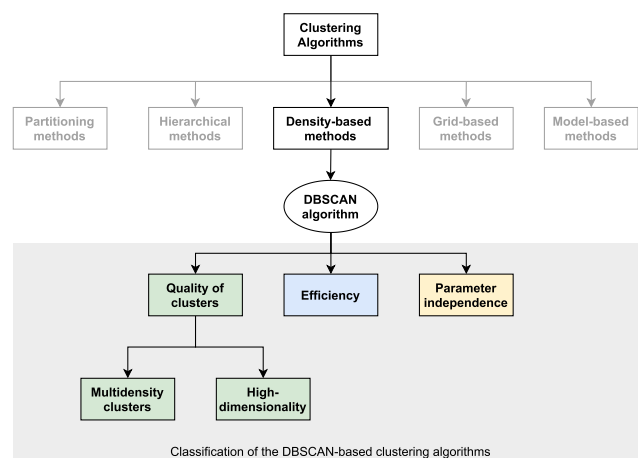 Clustering
Algorithms
Partitioning
methods
Hierarchical
methods
Density-based
methods
Grid-based
methods
Model-based
methods
DBSCAN
algorithm
Quality of
clusters
Efficiency
Parameter
independence
Multidensity
clusters
High-
dimensionality
Classification of the DBSCAN-based clustering algorithms